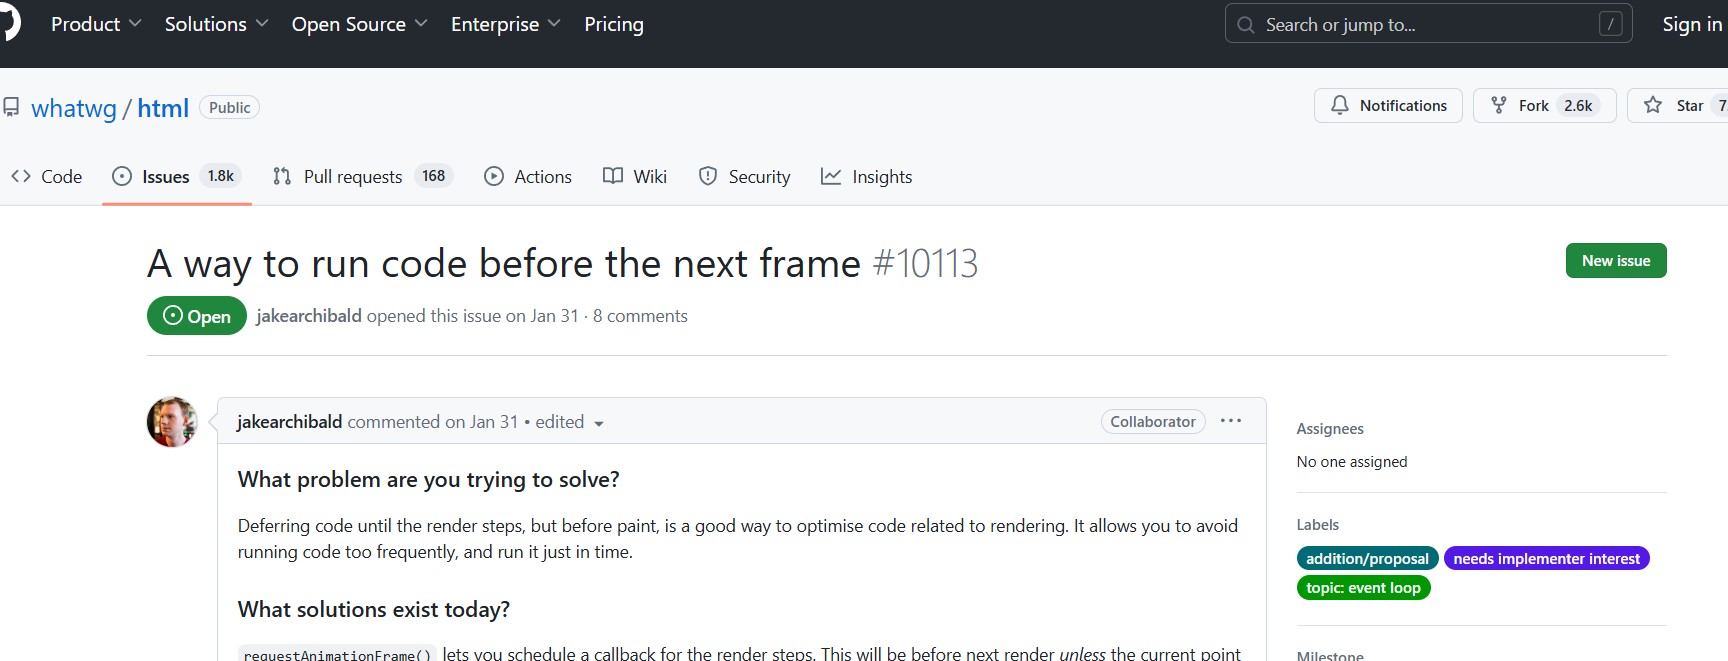 Product Solutions Open Source Enterprise Pricing Search or jump to... / Sign in
whatwg / html Public Notifications Fork 2.6k Star
Code Issues 1.8k Pull requests 168 Actions Wiki Security Insights
A way to run code before the next frame #10113 New issue
Open jakearchibald opened this issue on Jan 31 · 8 comments
jakearchibald commented on Jan 31 • edited Collaborator ···
What problem are you trying to solve?
Deferring code until the render steps, but before paint, is a good way to optimise code related to rendering. It allows you to avoid
running code too frequently, and run it just in time.
What solutions exist today?
requestAnimationFrame() lets you schedule a callback for the render steps. This will be before next render unless the current point
Assignees
No one assigned
Labels
addition/proposal needs implementer interest
topic: event loop
Milestone